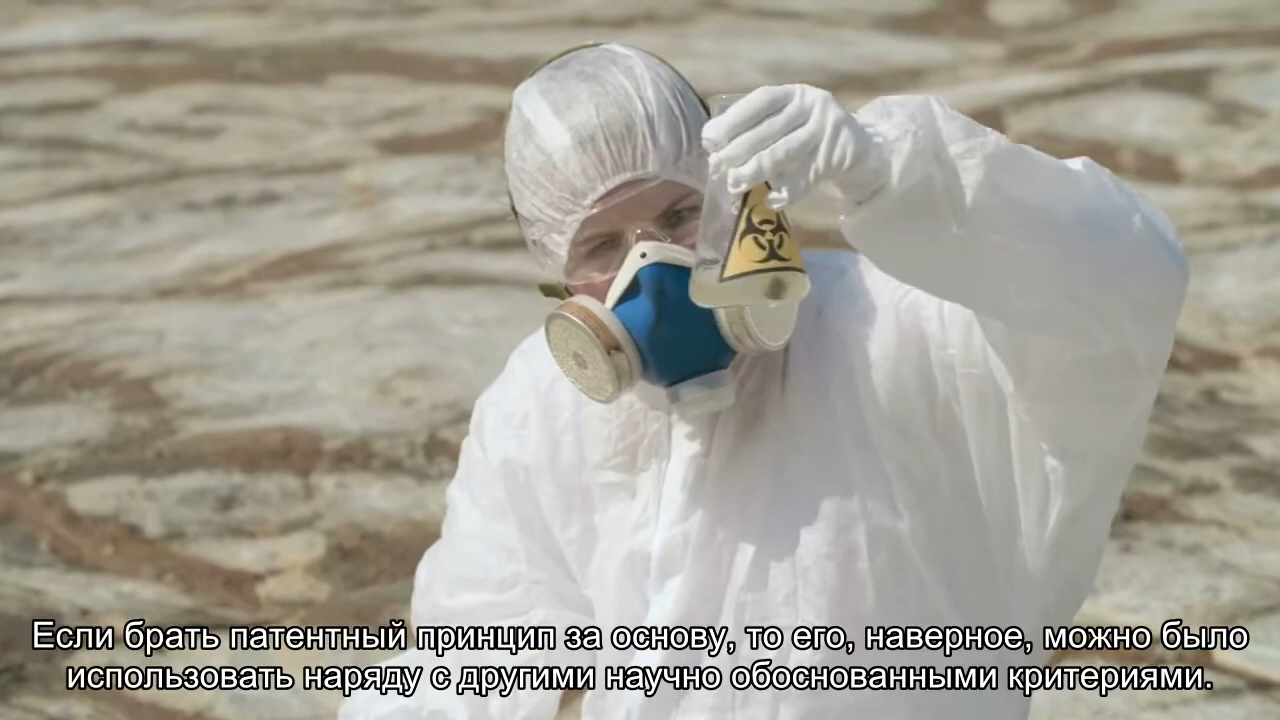 Если брать патентный принцип за основу, то его, наверное, можно было
использовать наряду с другими научно обоснованными критериями.